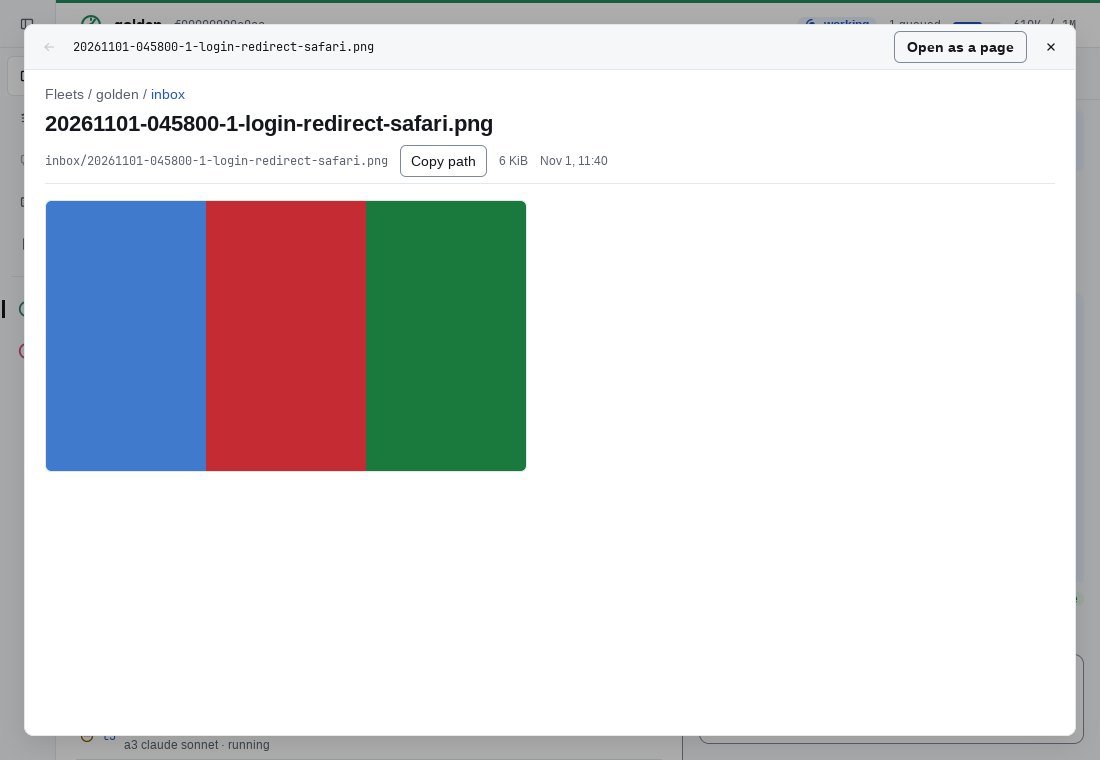 20261101-045800-1-login-redirect-safari.png
Open as a page
Fleets / golden / inbox
20261101-045800-1-login-redirect-safari.png
inbox/20261101-045800-1-login-redirect-safari.png Copy path 6 KiB Nov 1, 11:40
a3 claude sonnet · running